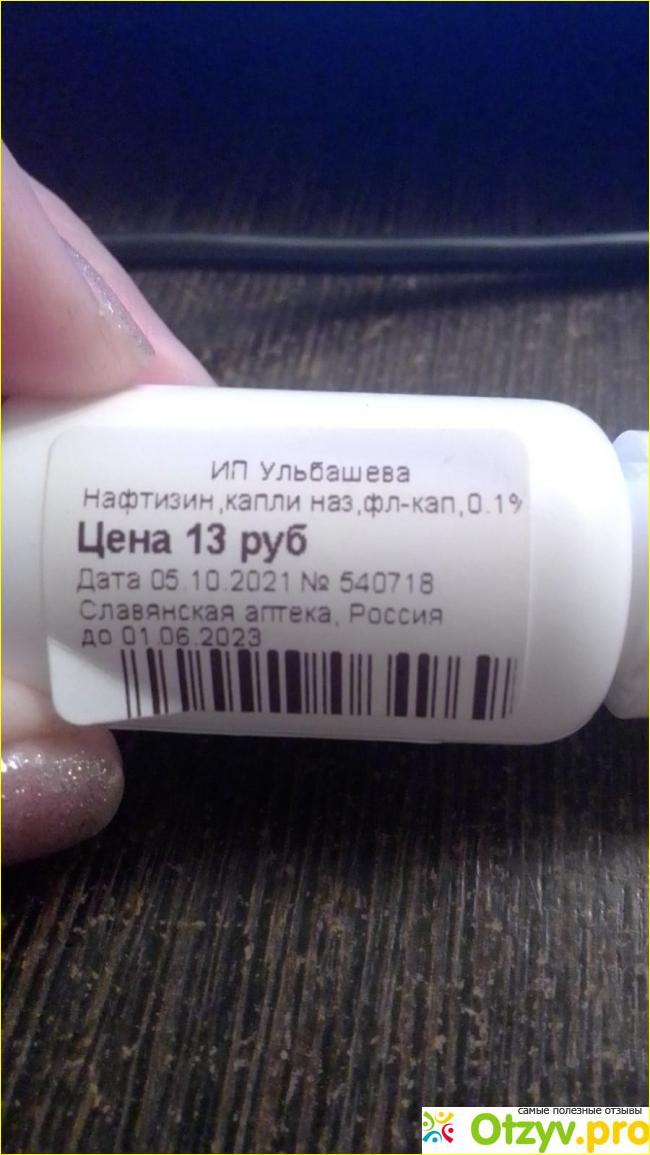 ИП Ульбашева
Нафтизин,капли наз,фл-кап,0.1%
Цена 13 руб
Дата 05.10.2021 № 540718
Славянская аптека, Россия
до 01.06.2023
самые полезные отзывы
Otzyv.pro